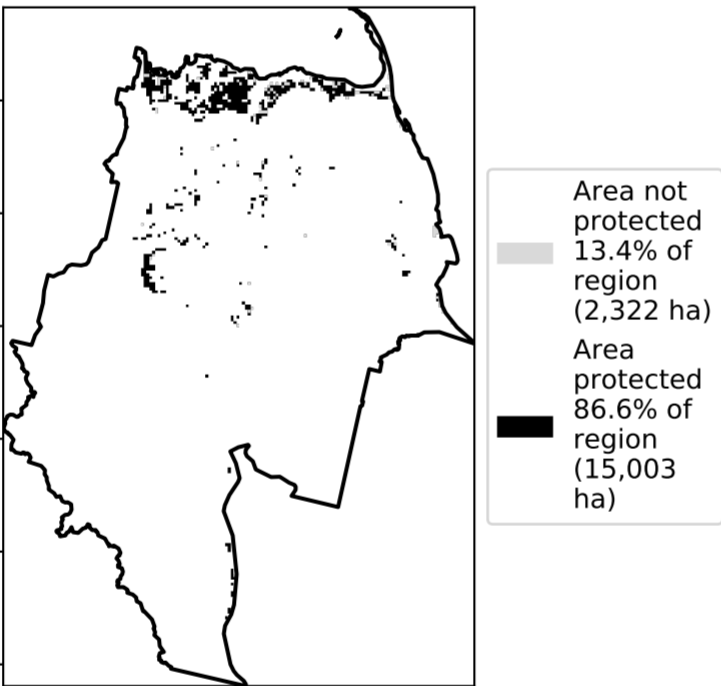 Area not
protected
13.4% of
region
(2,322 ha)
Area
protected
86.6% of
region
(15,003
ha)